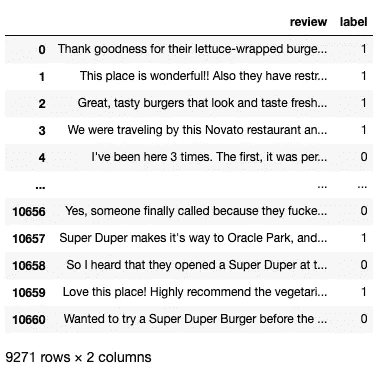 review label
0 Thank goodness for their lettuce-wrapped burge... 1
1 This place is wonderful!! Also they have restr... 1
2 Great, tasty burgers that look and taste fresh... 1
3 We were traveling by this Novato restaurant an... 1
4 I've been here 3 times. The first, it was per... 0
... ... ...
10656 Yes, someone finally called because they fucke... 0
10657 Super Duper makes it's way to Oracle Park, and... 1
10658 So I heard that they opened a Super Duper at t... 0
10659 Love this place! Highly recommend the vegetari... 1
10660 Wanted to try a Super Duper Burger before the ... 0
9271 rows × 2 columns